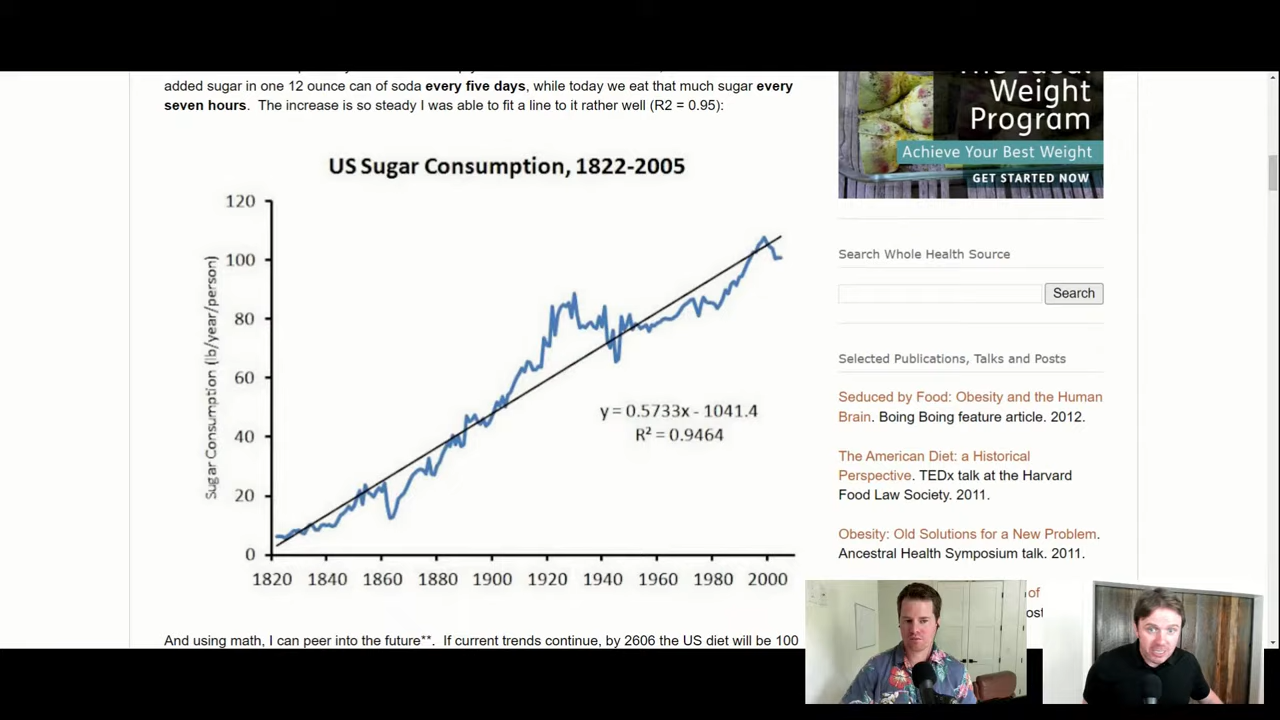 added sugar in one 12 ounce can of soda every five days, while today we eat that much sugar every
seven hours.  The increase is so steady I was able to fit a line to it rather well (R2 = 0.95):
US Sugar Consumption, 1822-2005
120
100
80
60
40
20
0
Sugar Consumption (lb/year/person)
y = 0.5733x - 1041.4
R² = 0.9464
1820 1840 1860 1880 1900 1920 1940 1960 1980 2000
And using math, I can peer into the future**.  If current trends continue, by 2606 the US diet will be 100
The Ideal
Weight
Program
Achieve Your Best Weight
GET STARTED NOW
Search Whole Health Source
Search
Selected Publications, Talks and Posts
Seduced by Food: Obesity and the Human
Brain. Boing Boing feature article. 2012.
The American Diet: a Historical
Perspective. TEDx talk at the Harvard
Food Law Society. 2011.
Obesity: Old Solutions for a New Problem.
Ancestral Health Symposium talk. 2011.
of